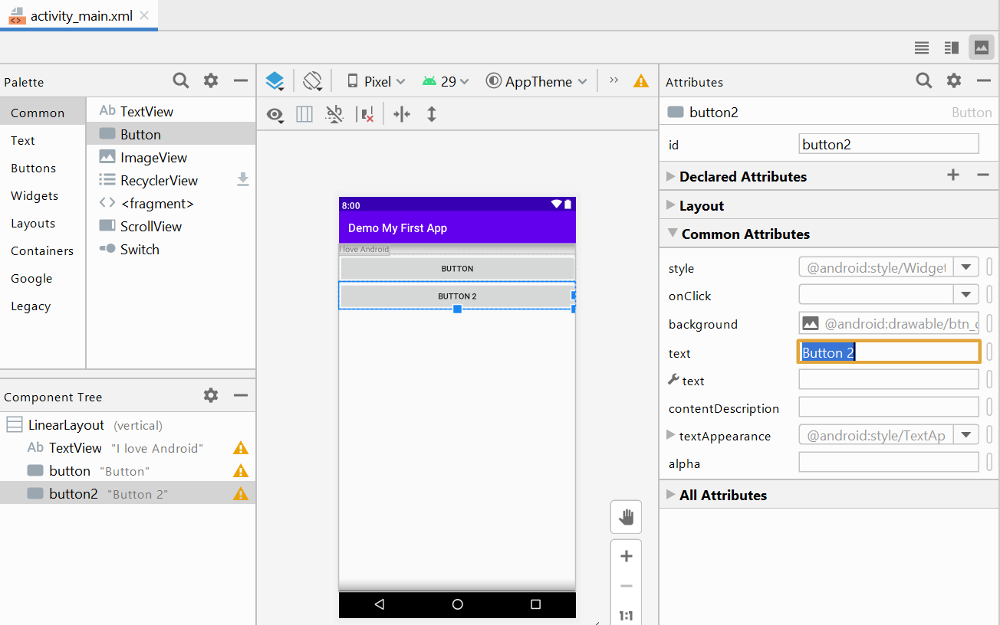 activity_main.xml
Palette
Common
Text
Buttons
Widgets
Layouts
Containers
Google
Legacy
Ab TextView
Button
ImageView
RecyclerView
<fragment>
ScrollView
Switch
Component Tree
LinearLayout (vertical)
Ab TextView "I love Android"
button "Button"
button2 "Button 2"
Pixel 29 AppTheme
8:00
Demo My First App
I love Android
BUTTON
BUTTON 2
1:1
Attributes
button2 Button
id button2
Declared Attributes
Layout
Common Attributes
style @android:style/Widget
onClick
background @android:drawable/btn_
text Button 2
text
contentDescription
textAppearance @android:style/TextAp
alpha
All Attributes